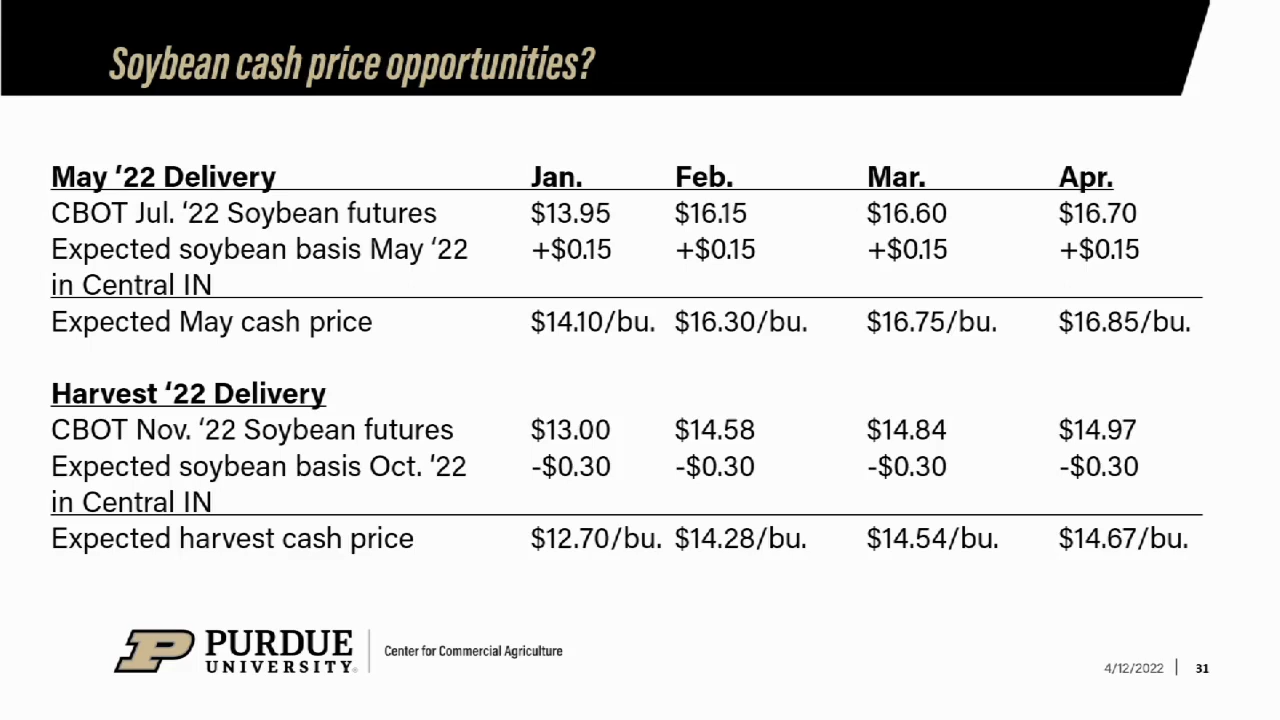 Soybean cash price opportunities?
May ‘22 Delivery Jan. Feb. Mar. Apr.
CBOT Jul. ‘22 Soybean futures $13.95 $16.15 $16.60 $16.70
Expected soybean basis May ‘22 +$0.15 +$0.15 +$0.15 +$0.15
in Central IN
Expected May cash price $14.10/bu. $16.30/bu. $16.75/bu. $16.85/bu.
Harvest ‘22 Delivery
CBOT Nov. ‘22 Soybean futures $13.00 $14.58 $14.84 $14.97
Expected soybean basis Oct. ‘22 -$0.30 -$0.30 -$0.30 -$0.30
in Central IN
Expected harvest cash price $12.70/bu. $14.28/bu. $14.54/bu. $14.67/bu.
PURDUE
UNIVERSITY®
Center for Commercial Agriculture
4/12/2022 | 31